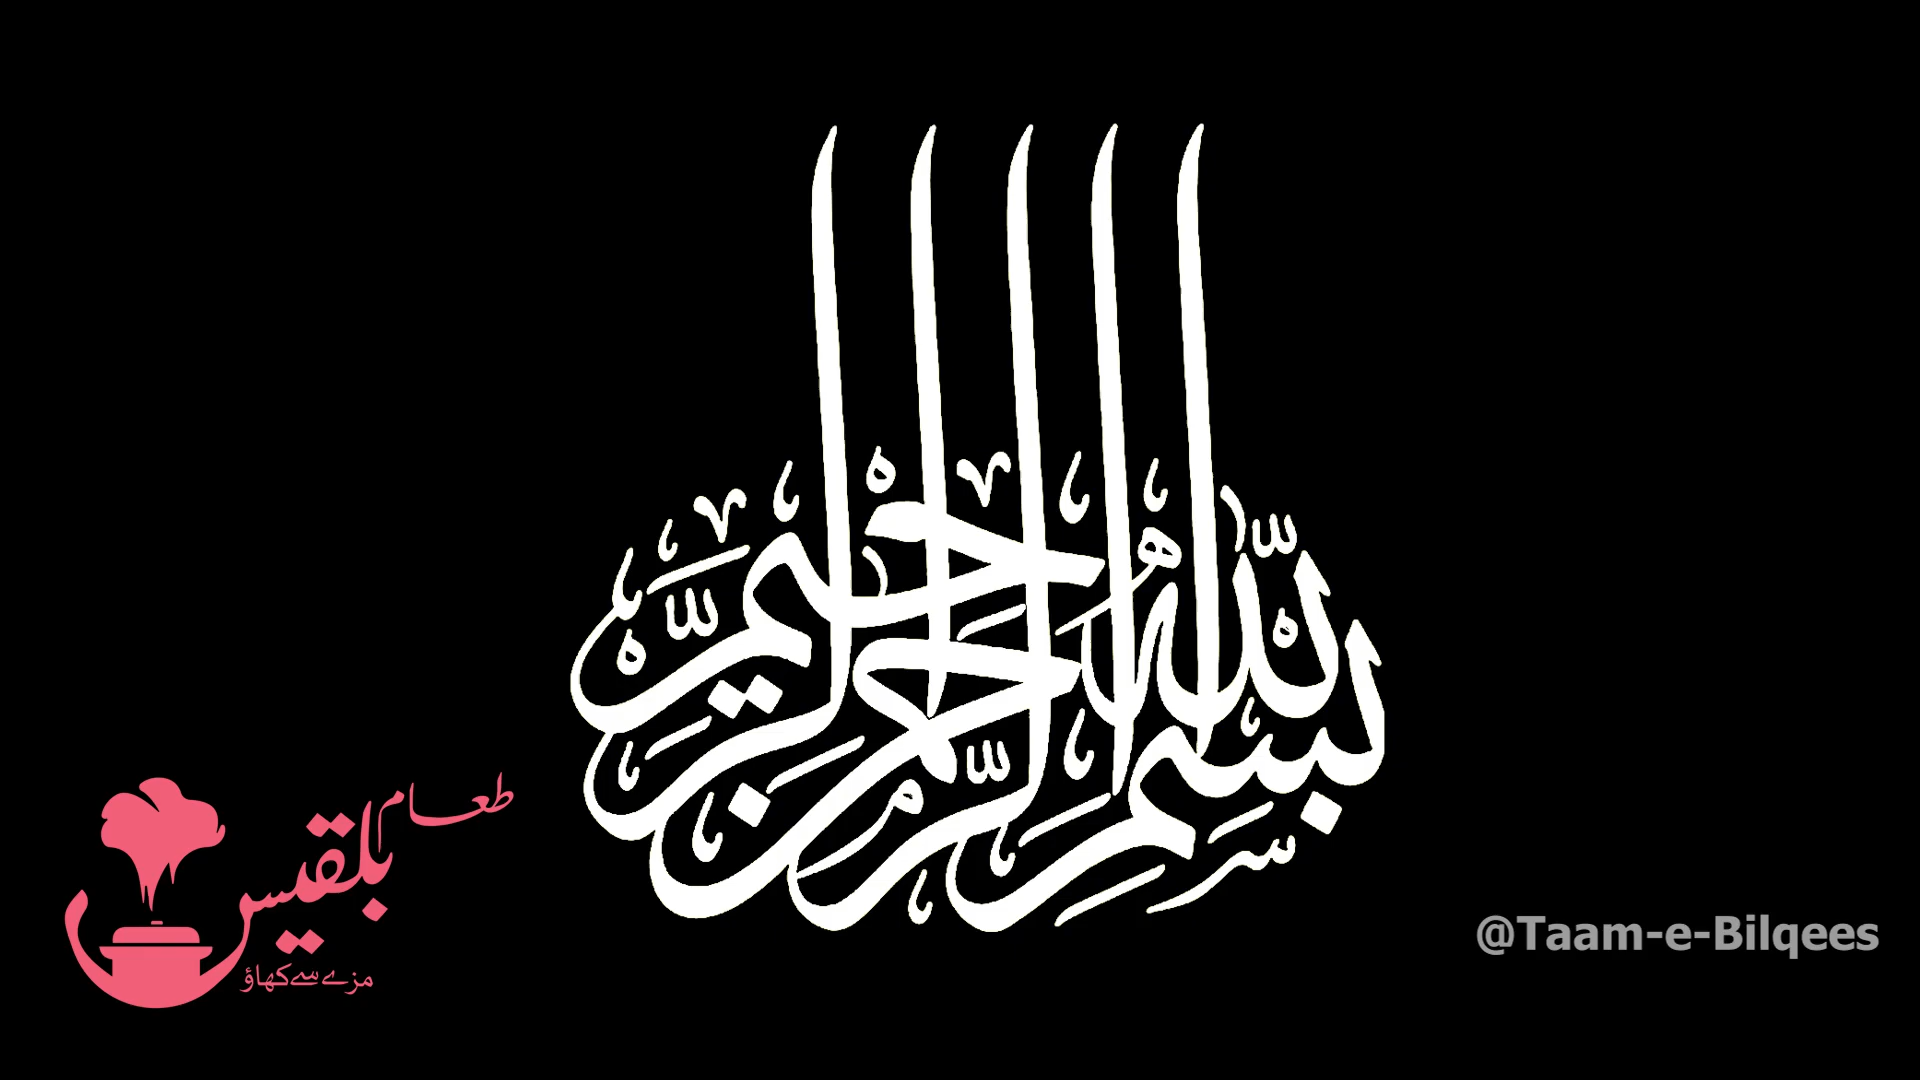 بسم الله الرحمن الرحيم
طعام
بلقیس
مزے سے کھاؤ
@Taam-e-Bilqees